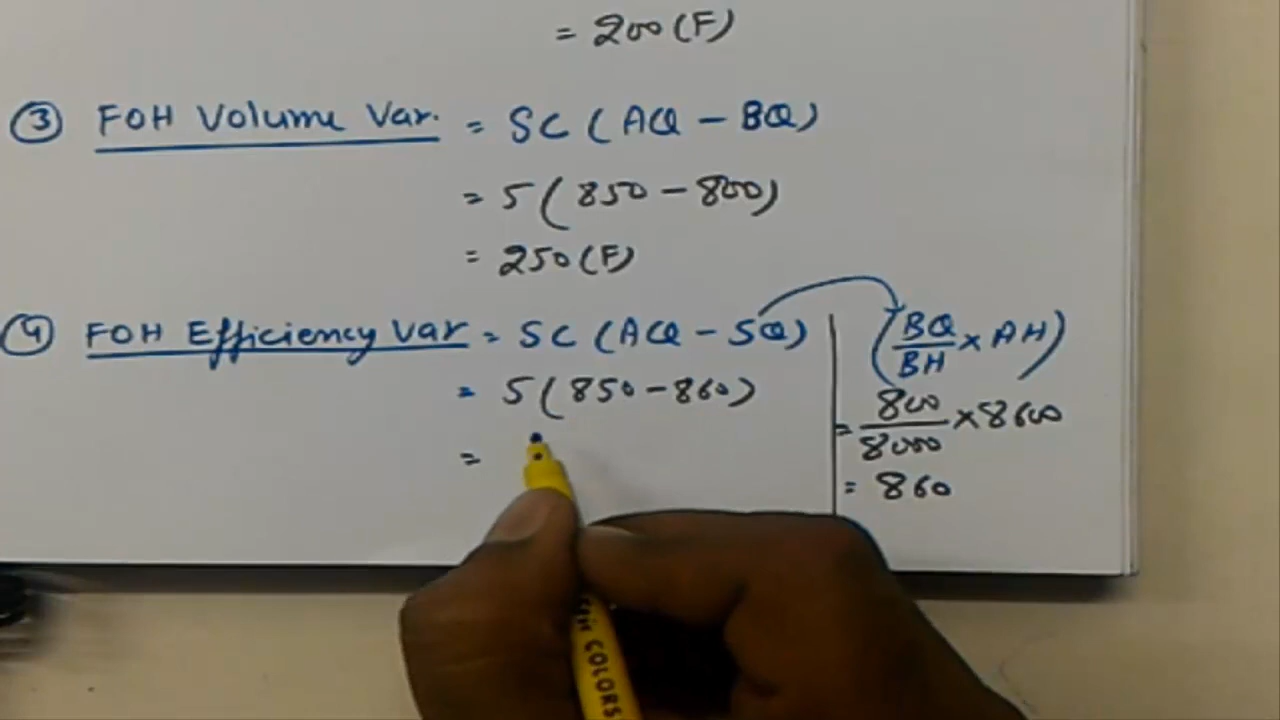 = 200 (F)
③ FOH Volume Var. = SC (AQ - BQ)
= 5 (850 - 800)
= 250 (F)
④ FOH Efficiency Var = SC (AQ - SQ)
= 5 (850 - 860)
=
(BQ/BH × AH)
= 800/8000 × 8600
= 860
COLORS